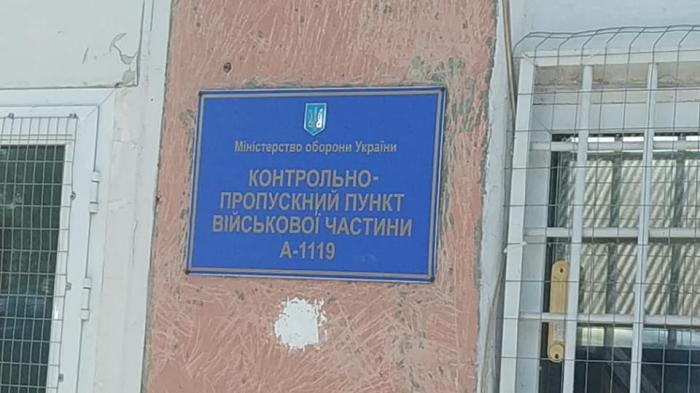 Міністерство оборони України
КОНТРОЛЬНО-
ПРОПУСКНИЙ ПУНКТ
ВІЙСЬКОВОЇ ЧАСТИНИ
А-1119